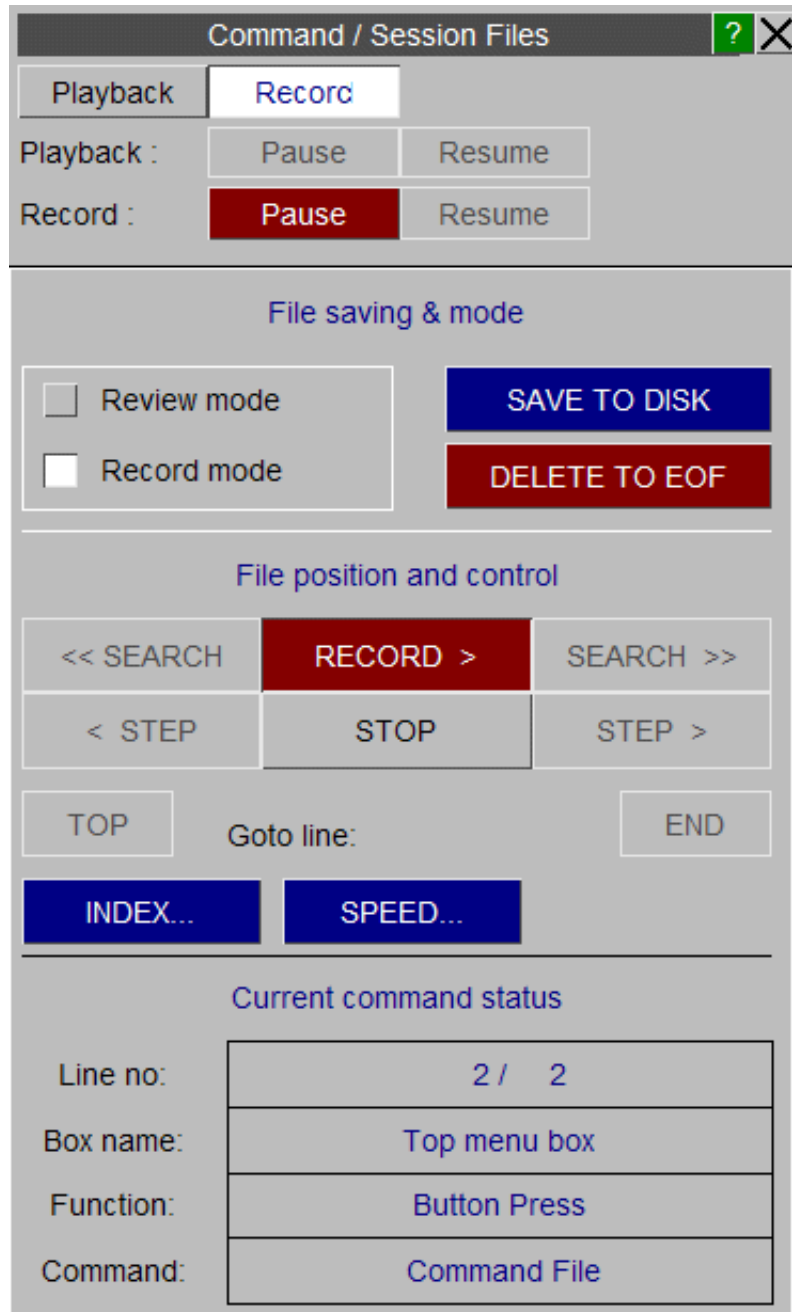 Command / Session Files ?
Playback Record
Playback : Pause Resume
Record : Pause Resume
File saving & mode
Review mode SAVE TO DISK
Record mode DELETE TO EOF
File position and control
<< SEARCH RECORD > SEARCH >>
< STEP STOP STEP >
TOP Goto line: END
INDEX... SPEED...
Current command status
Line no: 2 / 2
Box name: Top menu box
Function: Button Press
Command: Command File